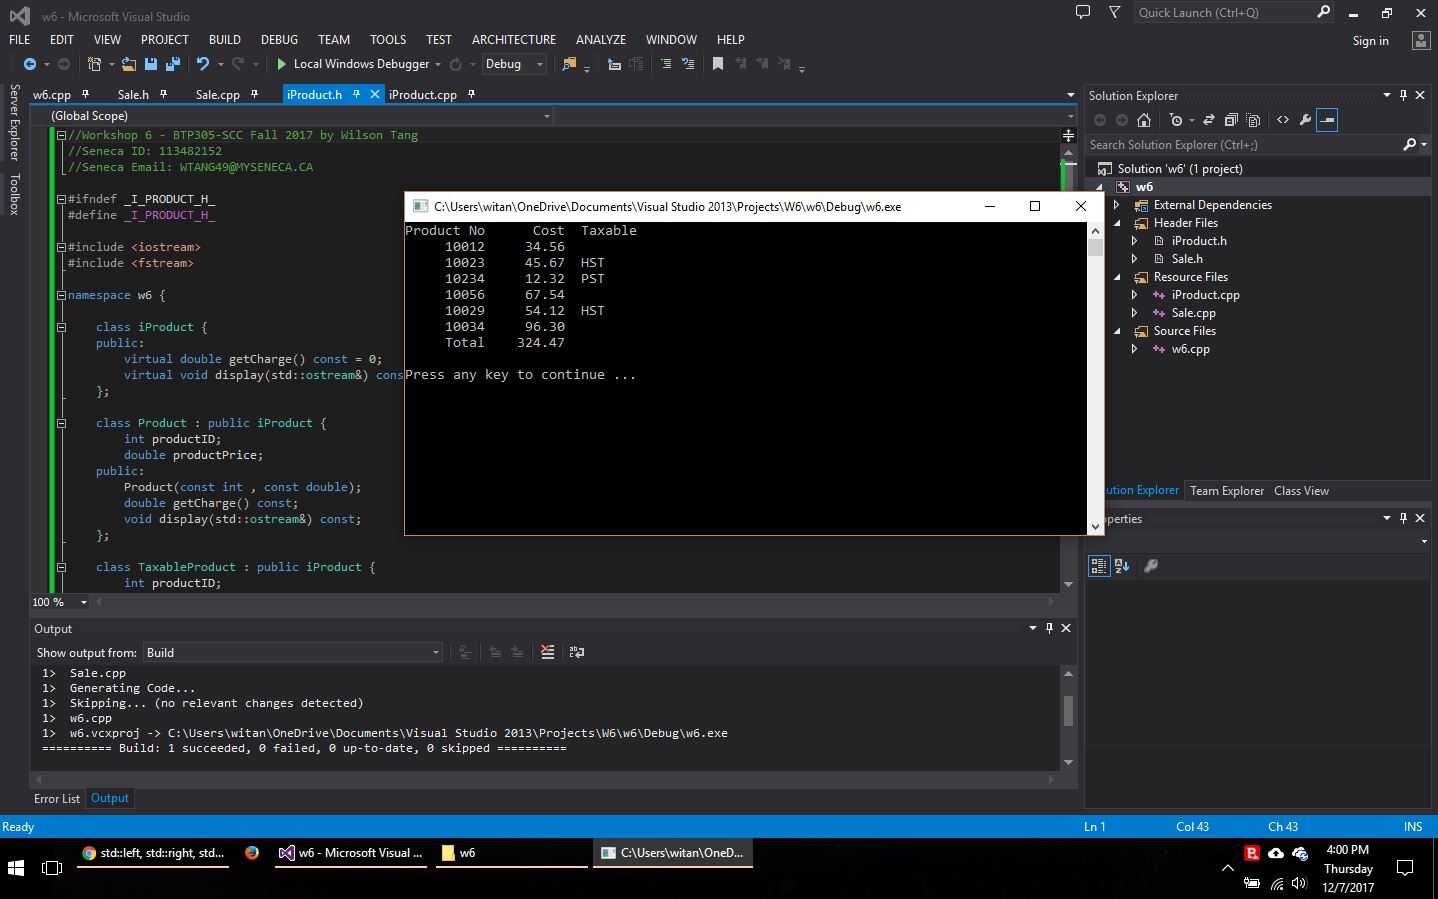 w6 - Microsoft Visual Studio
Quick Launch (Ctrl+Q)
FILE EDIT VIEW PROJECT BUILD DEBUG TEAM TOOLS TEST ARCHITECTURE ANALYZE WINDOW HELP
Sign in
Local Windows Debugger Debug
Server Explorer
Toolbox
w6.cpp Sale.h Sale.cpp iProduct.h iProduct.cpp
(Global Scope)
//Workshop 6 - BTP305-SCC Fall 2017 by Wilson Tang
//Seneca ID: 113482152
//Seneca Email: WTANG49@MYSENECA.CA
#ifndef _I_PRODUCT_H_
#define _I_PRODUCT_H_
#include <iostream>
#include <fstream>
namespace w6 {
class iProduct {
public:
virtual double getCharge() const = 0;
virtual void display(std::ostream&) cons
};
class Product : public iProduct {
int productID;
double productPrice;
public:
Product(const int , const double);
double getCharge() const;
void display(std::ostream&) const;
};
class TaxableProduct : public iProduct {
int productID;
100 %
C:\Users\witan\OneDrive\Documents\Visual Studio 2013\Projects\W6\w6\Debug\w6.exe
Product No Cost Taxable
10012 34.56
10023 45.67 HST
10234 12.32 PST
10056 67.54
10029 54.12 HST
10034 96.30
Total 324.47
Press any key to continue ...
Solution Explorer
Search Solution Explorer (Ctrl+;)
Solution 'w6' (1 project)
w6
External Dependencies
Header Files
iProduct.h
Sale.h
Resource Files
iProduct.cpp
Sale.cpp
Source Files
w6.cpp
ution Explorer Team Explorer Class View
operties
Output
Show output from: Build
1> Sale.cpp
1> Generating Code...
1> Skipping... (no relevant changes detected)
1> w6.cpp
1> w6.vcxproj -> C:\Users\witan\OneDrive\Documents\Visual Studio 2013\Projects\W6\w6\Debug\w6.exe
========== Build: 1 succeeded, 0 failed, 0 up-to-date, 0 skipped ==========
Error List Output
Ready Ln 1 Col 43 Ch 43 INS
std::left, std::right, std... w6 - Microsoft Visual ... w6 C:\Users\witan\OneD...
4:00 PM
Thursday
12/7/2017